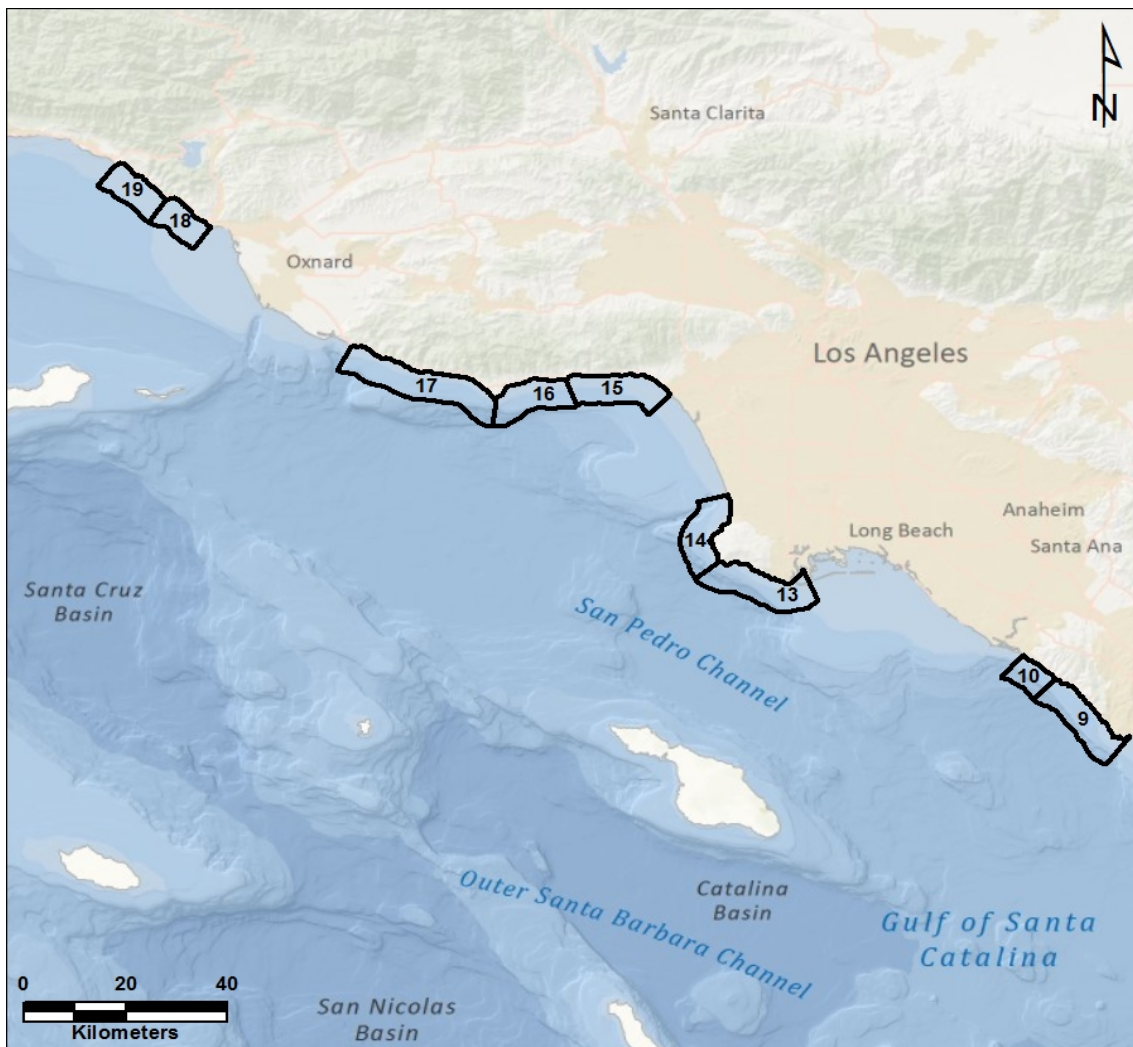 N
Santa Clarita
19
18
Oxnard
Los Angeles
17
16
15
Anaheim
Long Beach
14
Santa Ana
Santa Cruz
Basin
13
San Pedro Channel
10
9
Outer Santa Barbara Channel
Catalina
Basin
Gulf of Santa
Catalina
0 20 40
Kilometers
San Nicolas
Basin